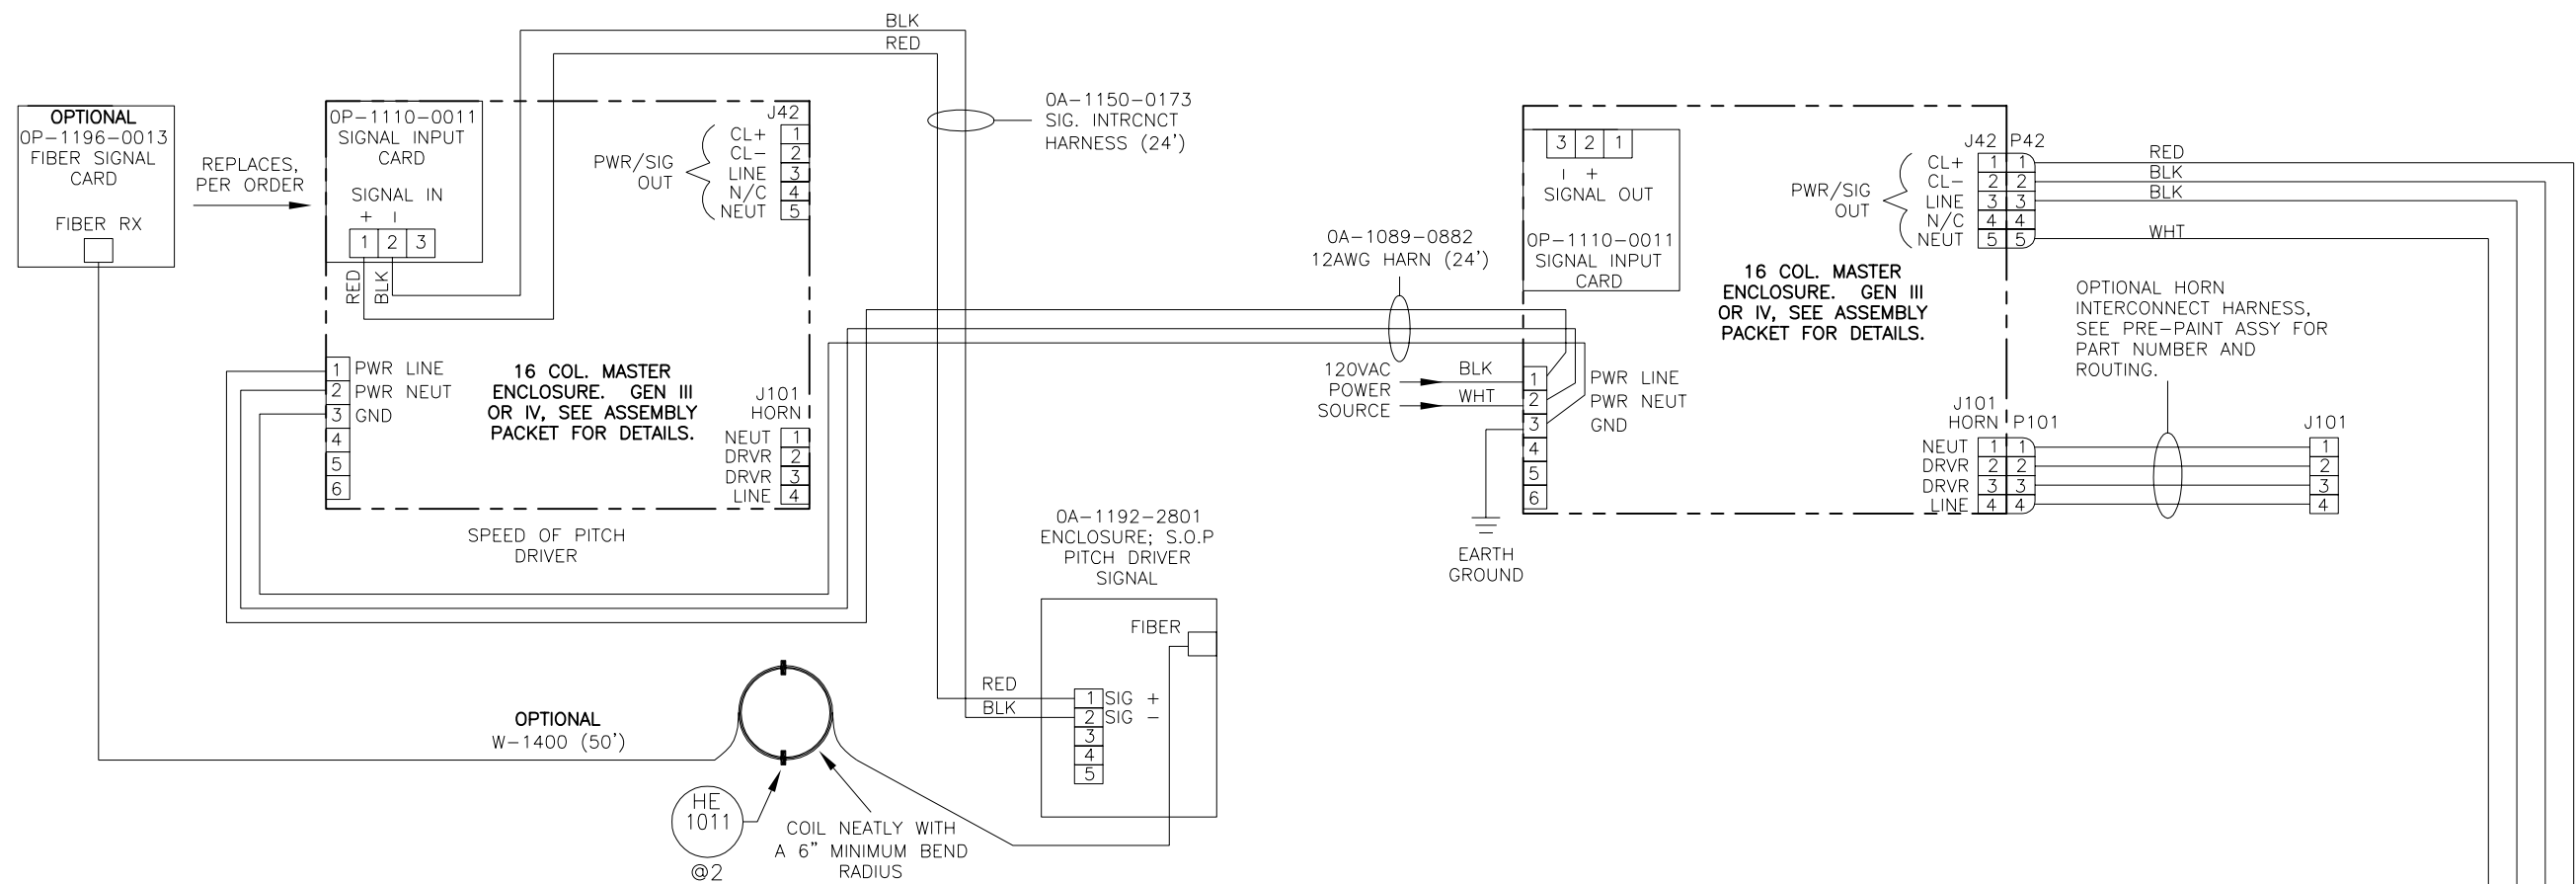 BLK
RED
OPTIONAL
0P-1196-0013
FIBER SIGNAL
CARD
FIBER RX
REPLACES,
PER ORDER
0P-1110-0011
SIGNAL INPUT
CARD
SIGNAL IN
+ -
1 2 3
RED
BLK
J42
PWR/SIG
OUT
CL+ 1
CL- 2
LINE 3
N/C 4
NEUT 5
1 PWR LINE
2 PWR NEUT
3 GND
4
5
6
16 COL. MASTER
ENCLOSURE. GEN III
OR IV, SEE ASSEMBLY
PACKET FOR DETAILS.
J101
HORN
NEUT 1
DRVR 2
DRVR 3
LINE 4
SPEED OF PITCH
DRIVER
0A-1150-0173
SIG. INTRCNCT
HARNESS (24')
0A-1089-0882
12AWG HARN (24')
120VAC
POWER
SOURCE
BLK
WHT
3 2 1
- +
SIGNAL OUT
0P-1110-0011
SIGNAL INPUT
CARD
16 COL. MASTER
ENCLOSURE. GEN III
OR IV, SEE ASSEMBLY
PACKET FOR DETAILS.
1 PWR LINE
2 PWR NEUT
3 GND
4
5
6
EARTH
GROUND
J42 P42
PWR/SIG
OUT
CL+ 1 1 RED
CL- 2 2 BLK
LINE 3 3 BLK
N/C 4 4
NEUT 5 5 WHT
OPTIONAL HORN
INTERCONNECT HARNESS,
SEE PRE-PAINT ASSY FOR
PART NUMBER AND
ROUTING.
J101
HORN P101
J101
NEUT 1 1 1
DRVR 2 2 2
DRVR 3 3 3
LINE 4 4 4
0A-1192-2801
ENCLOSURE; S.O.P
PITCH DRIVER
SIGNAL
FIBER
RED
BLK
1 SIG +
2 SIG -
3
4
5
OPTIONAL
W-1400 (50')
HE
1011
@2
COIL NEATLY WITH
A 6" MINIMUM BEND
RADIUS